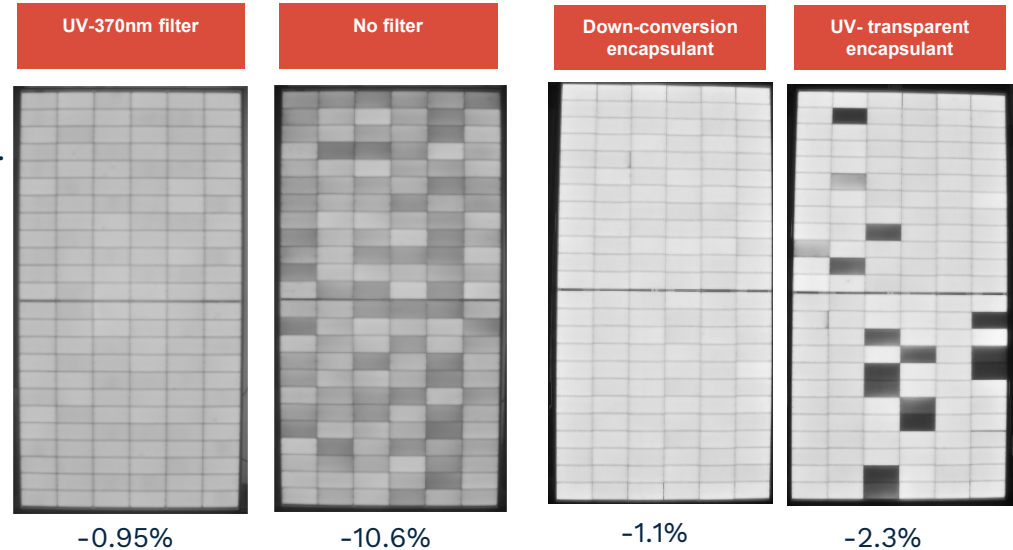 UV-370nm filter
No filter
Down-conversion
encapsulant
UV- transparent
encapsulant
-0.95%
-10.6%
-1.1%
-2.3%